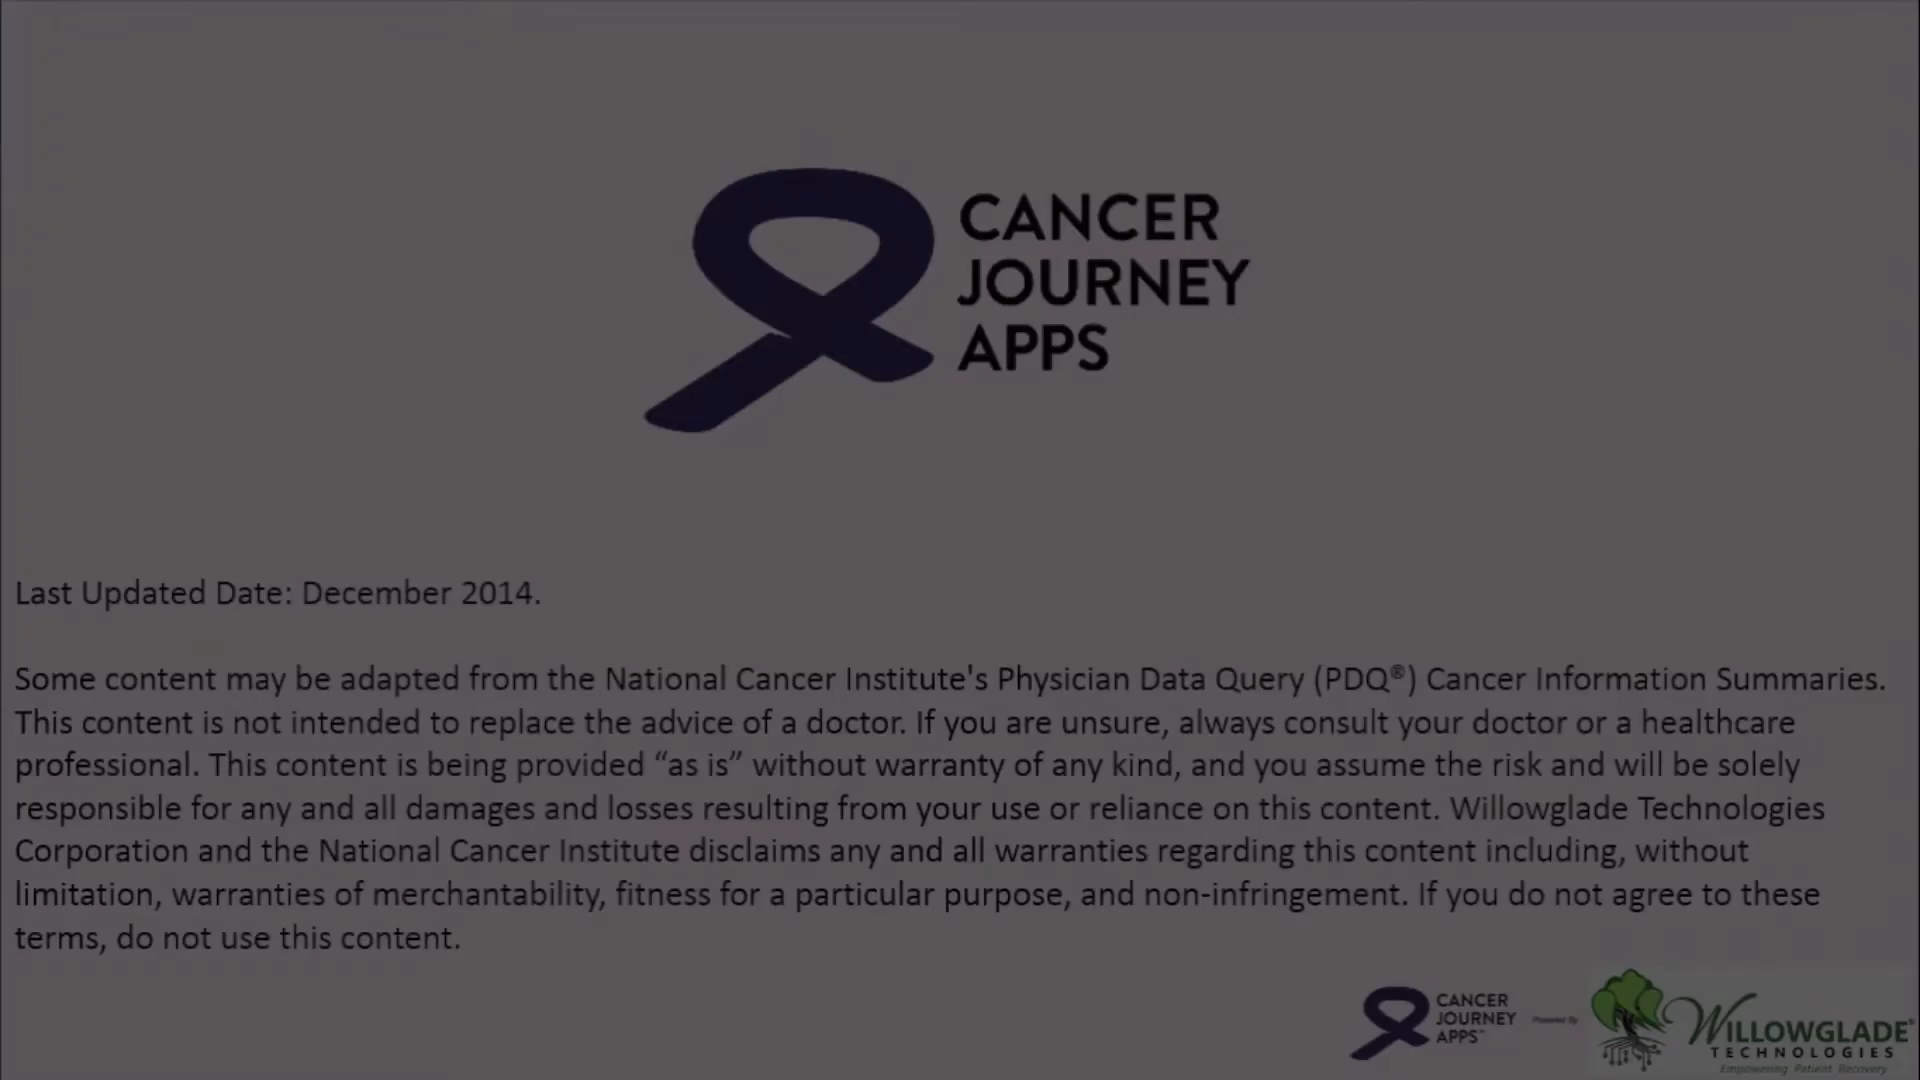 CANCER
JOURNEY
APPS
Last Updated Date: December 2014.
Some content may be adapted from the National Cancer Institute's Physician Data Query (PDQ®) Cancer Information Summaries.
This content is not intended to replace the advice of a doctor. If you are unsure, always consult your doctor or a healthcare
professional. This content is being provided “as is” without warranty of any kind, and you assume the risk and will be solely
responsible for any and all damages and losses resulting from your use or reliance on this content. Willowglade Technologies
Corporation and the National Cancer Institute disclaims any and all warranties regarding this content including, without
limitation, warranties of merchantability, fitness for a particular purpose, and non-infringement. If you do not agree to these
terms, do not use this content.
CANCER
JOURNEY
APPS™
Powered By
WILLOWGLADE®
TECHNOLOGIES
Empowering Patient Recovery